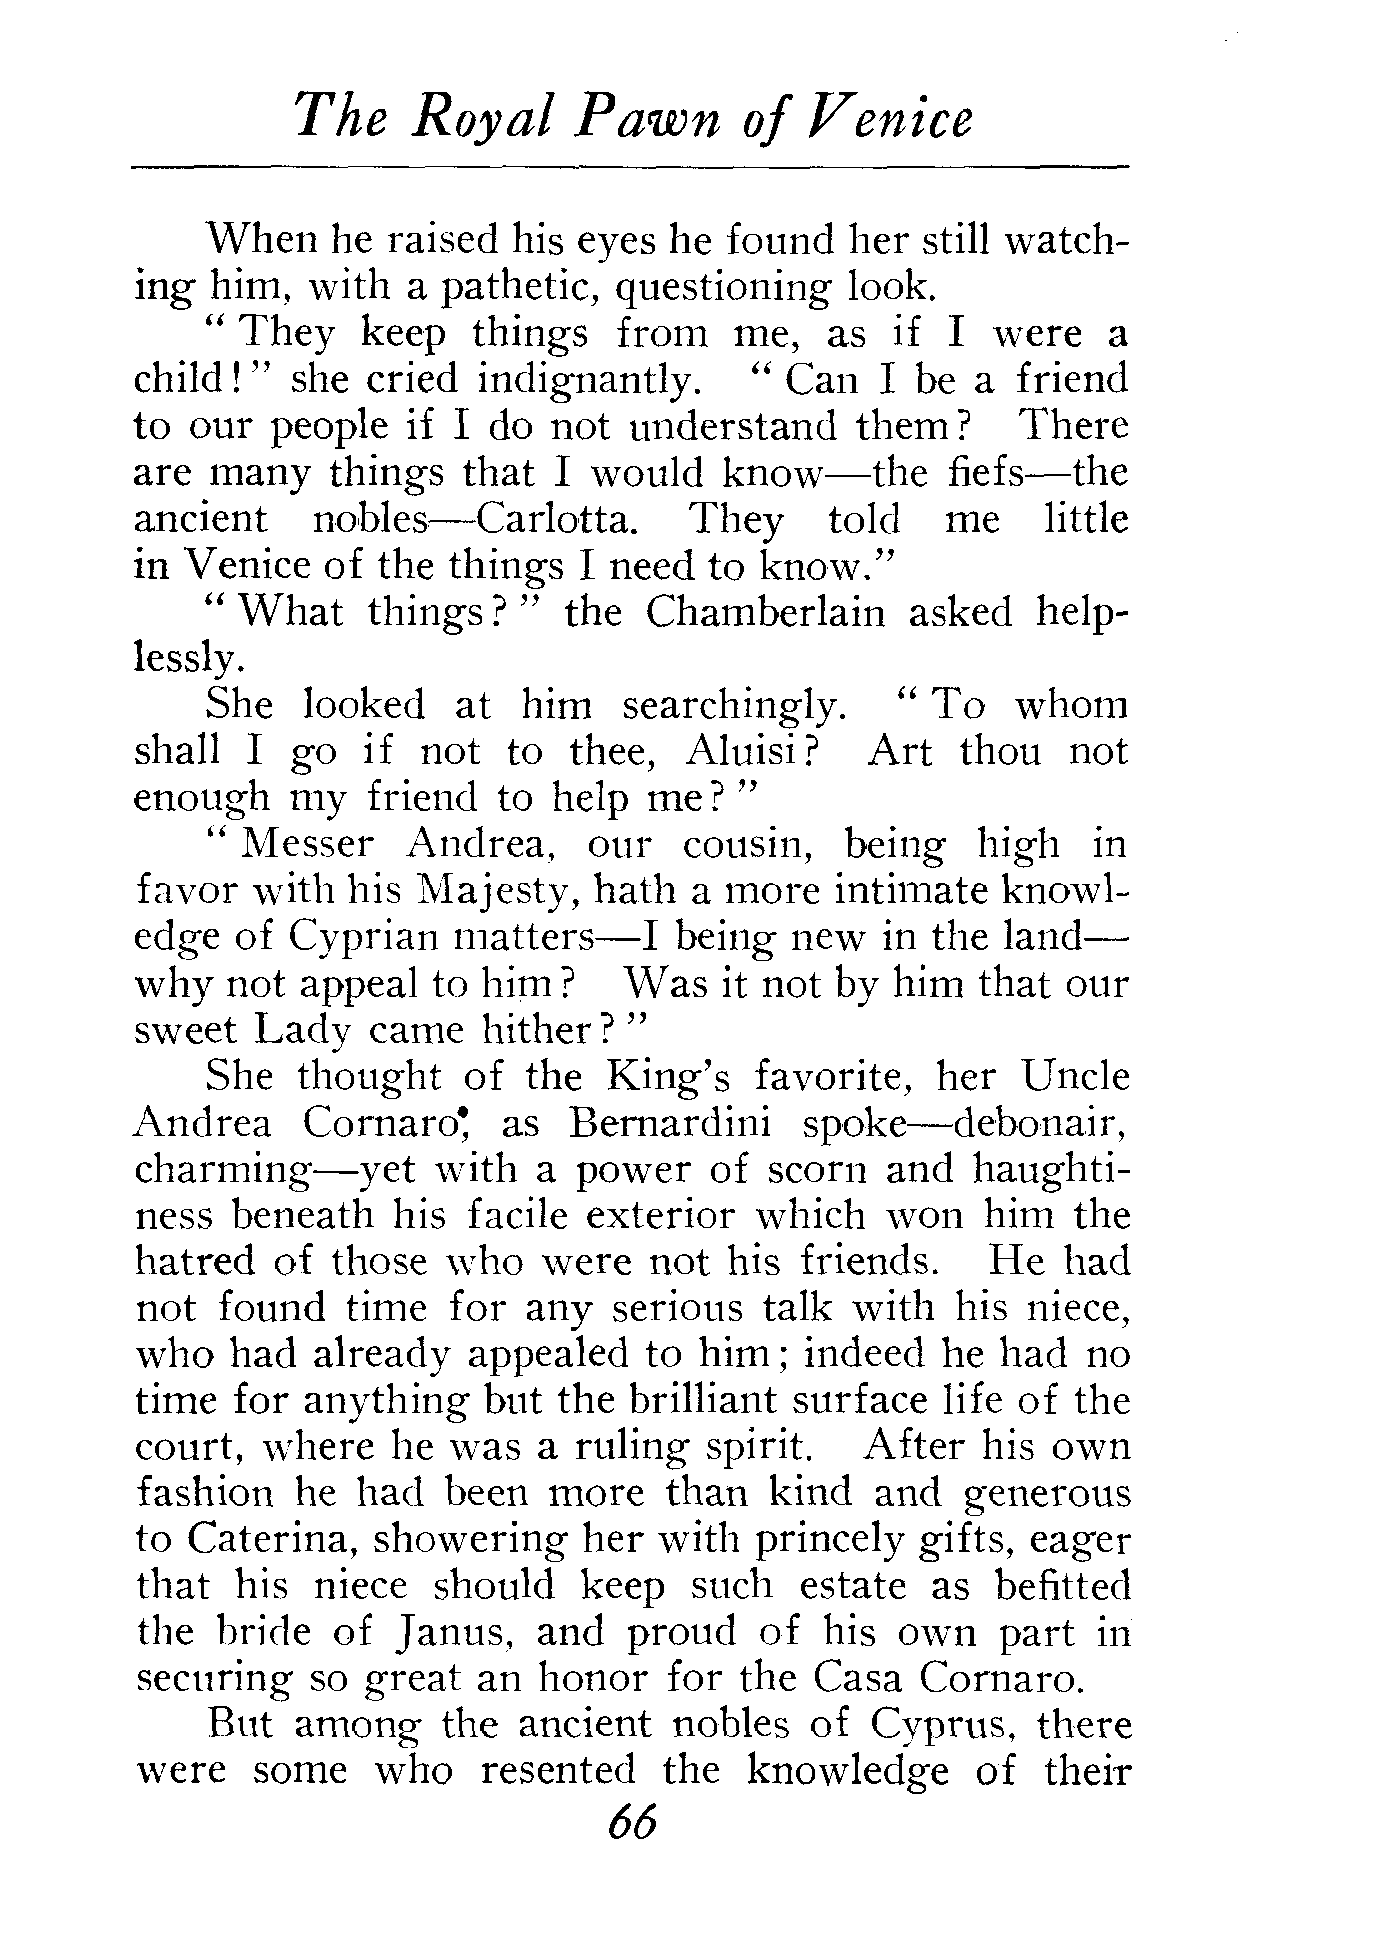 The Royal Pawn of Venice
When he raised his eyes he found her still watch-
ing him, with a pathetic, questioning look.
" They keep things from me, as if I were a
child! " she cried indignantly. " Can I be a friend
to our people if I do not understand them? There
are many things that I would know—the fiefs—the
ancient nobles—Carlotta. They told me little
in Venice of the things I need to know."
" What things? " the Chamberlain asked help-
lessly.
She looked at him searchingly. " To whom
shall I go if not to thee, Aluisi? Art thou not
enough my friend to help me? "
" Messer Andrea, our cousin, being high in
favor with his Majesty, hath a more intimate knowl-
edge of Cyprian matters—I being new in the land—
why not appeal to him? Was it not by him that our
sweet Lady came hither? "
She thought of the King's favorite, her Uncle
Andrea Cornaro, as Bernardini spoke—debonair,
charming—yet with a power of scorn and haughti-
ness beneath his facile exterior which won him the
hatred of those who were not his friends. He had
not found time for any serious talk with his niece,
who had already appealed to him; indeed he had no
time for anything but the brilliant surface life of the
court, where he was a ruling spirit. After his own
fashion he had been more than kind and generous
to Caterina, showering her with princely gifts, eager
that his niece should keep such estate as befitted
the bride of Janus, and proud of his own part in
securing so great an honor for the Casa Cornaro.
But among the ancient nobles of Cyprus, there
were some who resented the knowledge of their
66